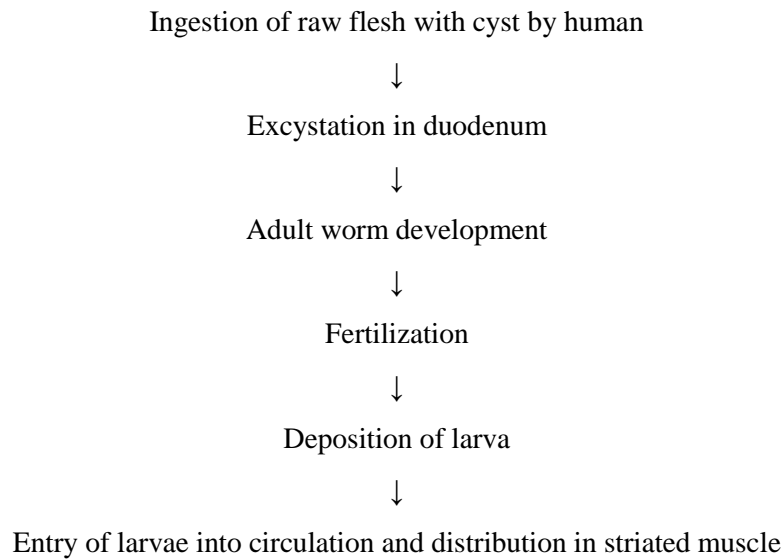 Ingestion of raw flesh with cyst by human
↓
Excystation in duodenum
↓
Adult worm development
↓
Fertilization
↓
Deposition of larva
↓
Entry of larvae into circulation and distribution in striated muscle